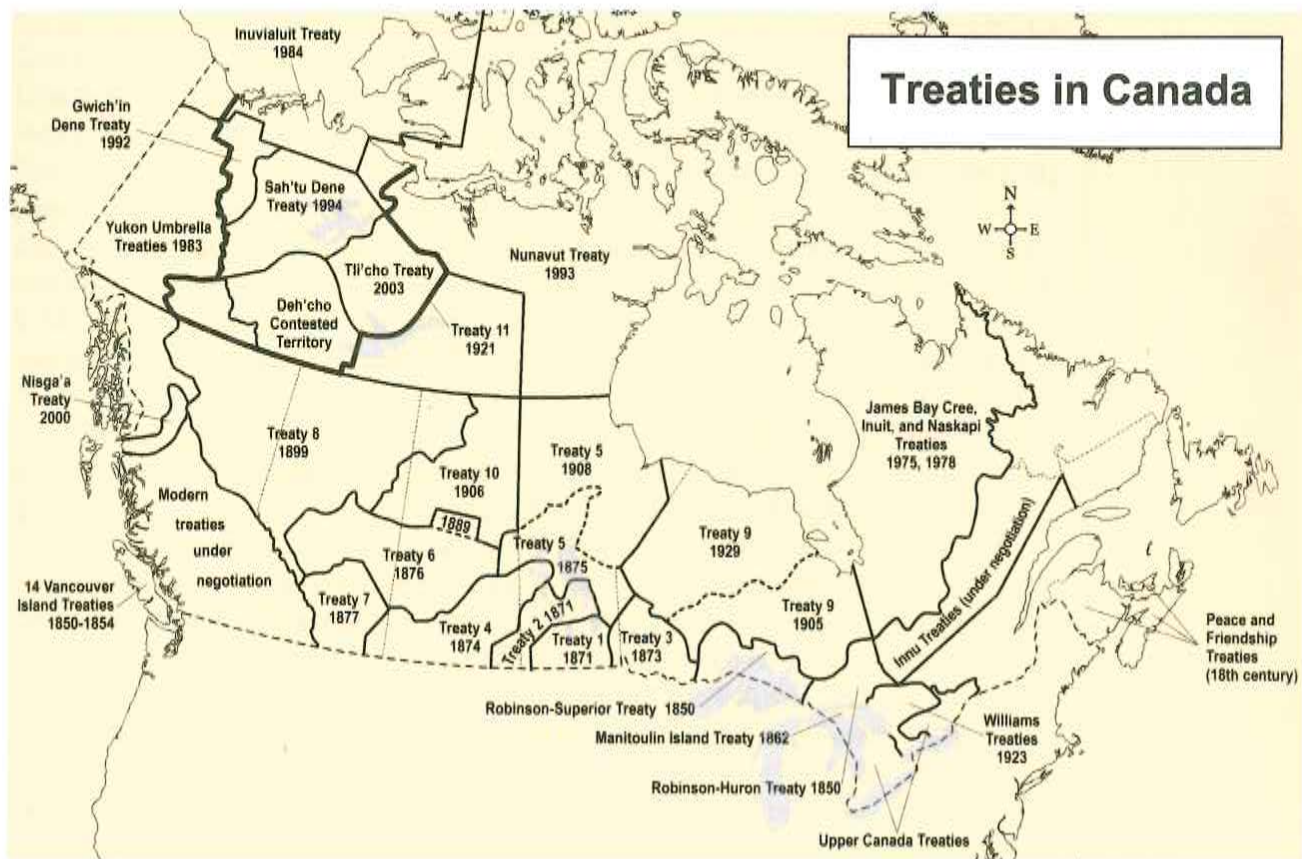 Treaties in Canada
Inuvialuit Treaty
1984
Gwich'in
Dene Treaty
1992
Sah'tu Dene
Treaty 1994
Yukon Umbrella
Treaties 1983
Tli'cho Treaty
2003
Nunavut Treaty
1993
N
W E
S
Deh'cho
Contested
Territory
Treaty 11
1921
Nisga'a
Treaty
2000
Treaty 8
1899
Treaty 10
1906
Treaty 5
1908
James Bay Cree,
Inuit, and Naskapi
Treaties
1975, 1978
Modern
treaties
under
negotiation
1889
Treaty 6
1876
Treaty 5
1875
Treaty 9
1929
14 Vancouver
Island Treaties
1850-1854
Treaty 7
1877
Treaty 4
1874
Treaty 2 1871
Treaty 1
1871
Treaty 3
1873
Treaty 9
1905
Innu Treaties (under negotiation)
Peace and
Friendship
Treaties
(18th century)
Robinson-Superior Treaty 1850
Manitoulin Island Treaty 1862
Robinson-Huron Treaty 1850
Williams
Treaties
1923
Upper Canada Treaties